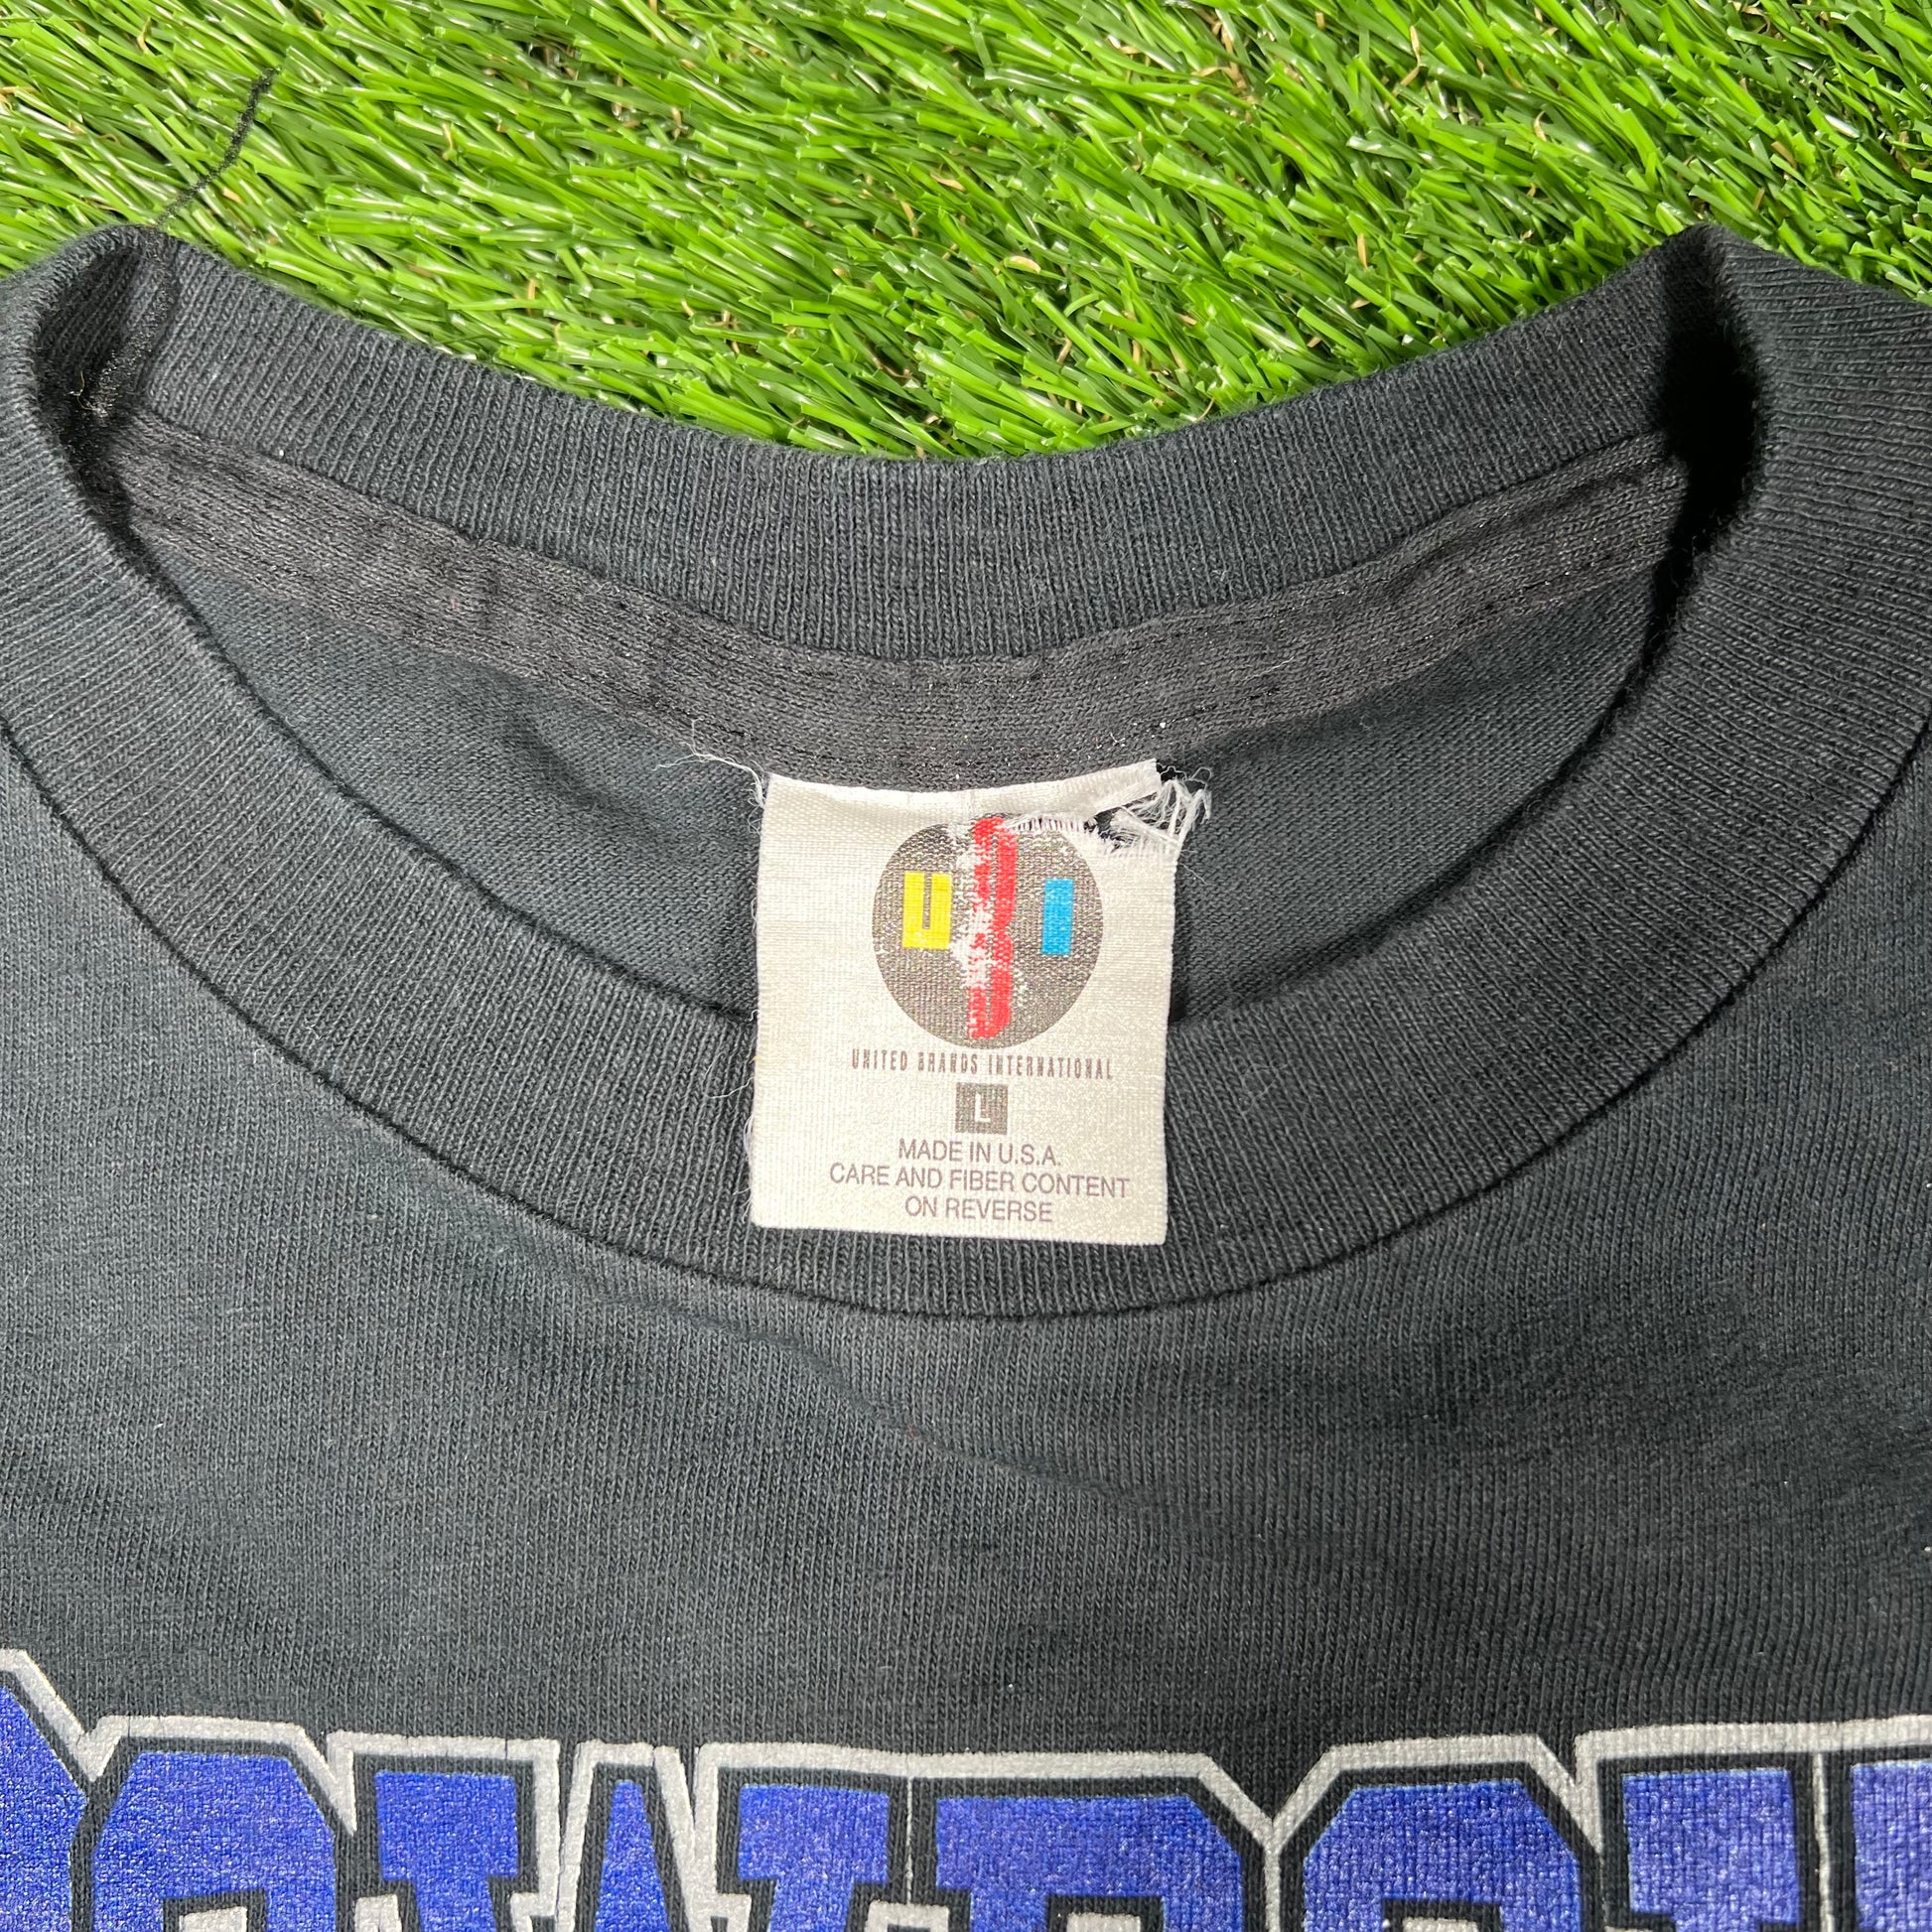 U B I
UNITED BRANDS INTERNATIONAL
L
MADE IN U.S.A.
CARE AND FIBER CONTENT
ON REVERSE